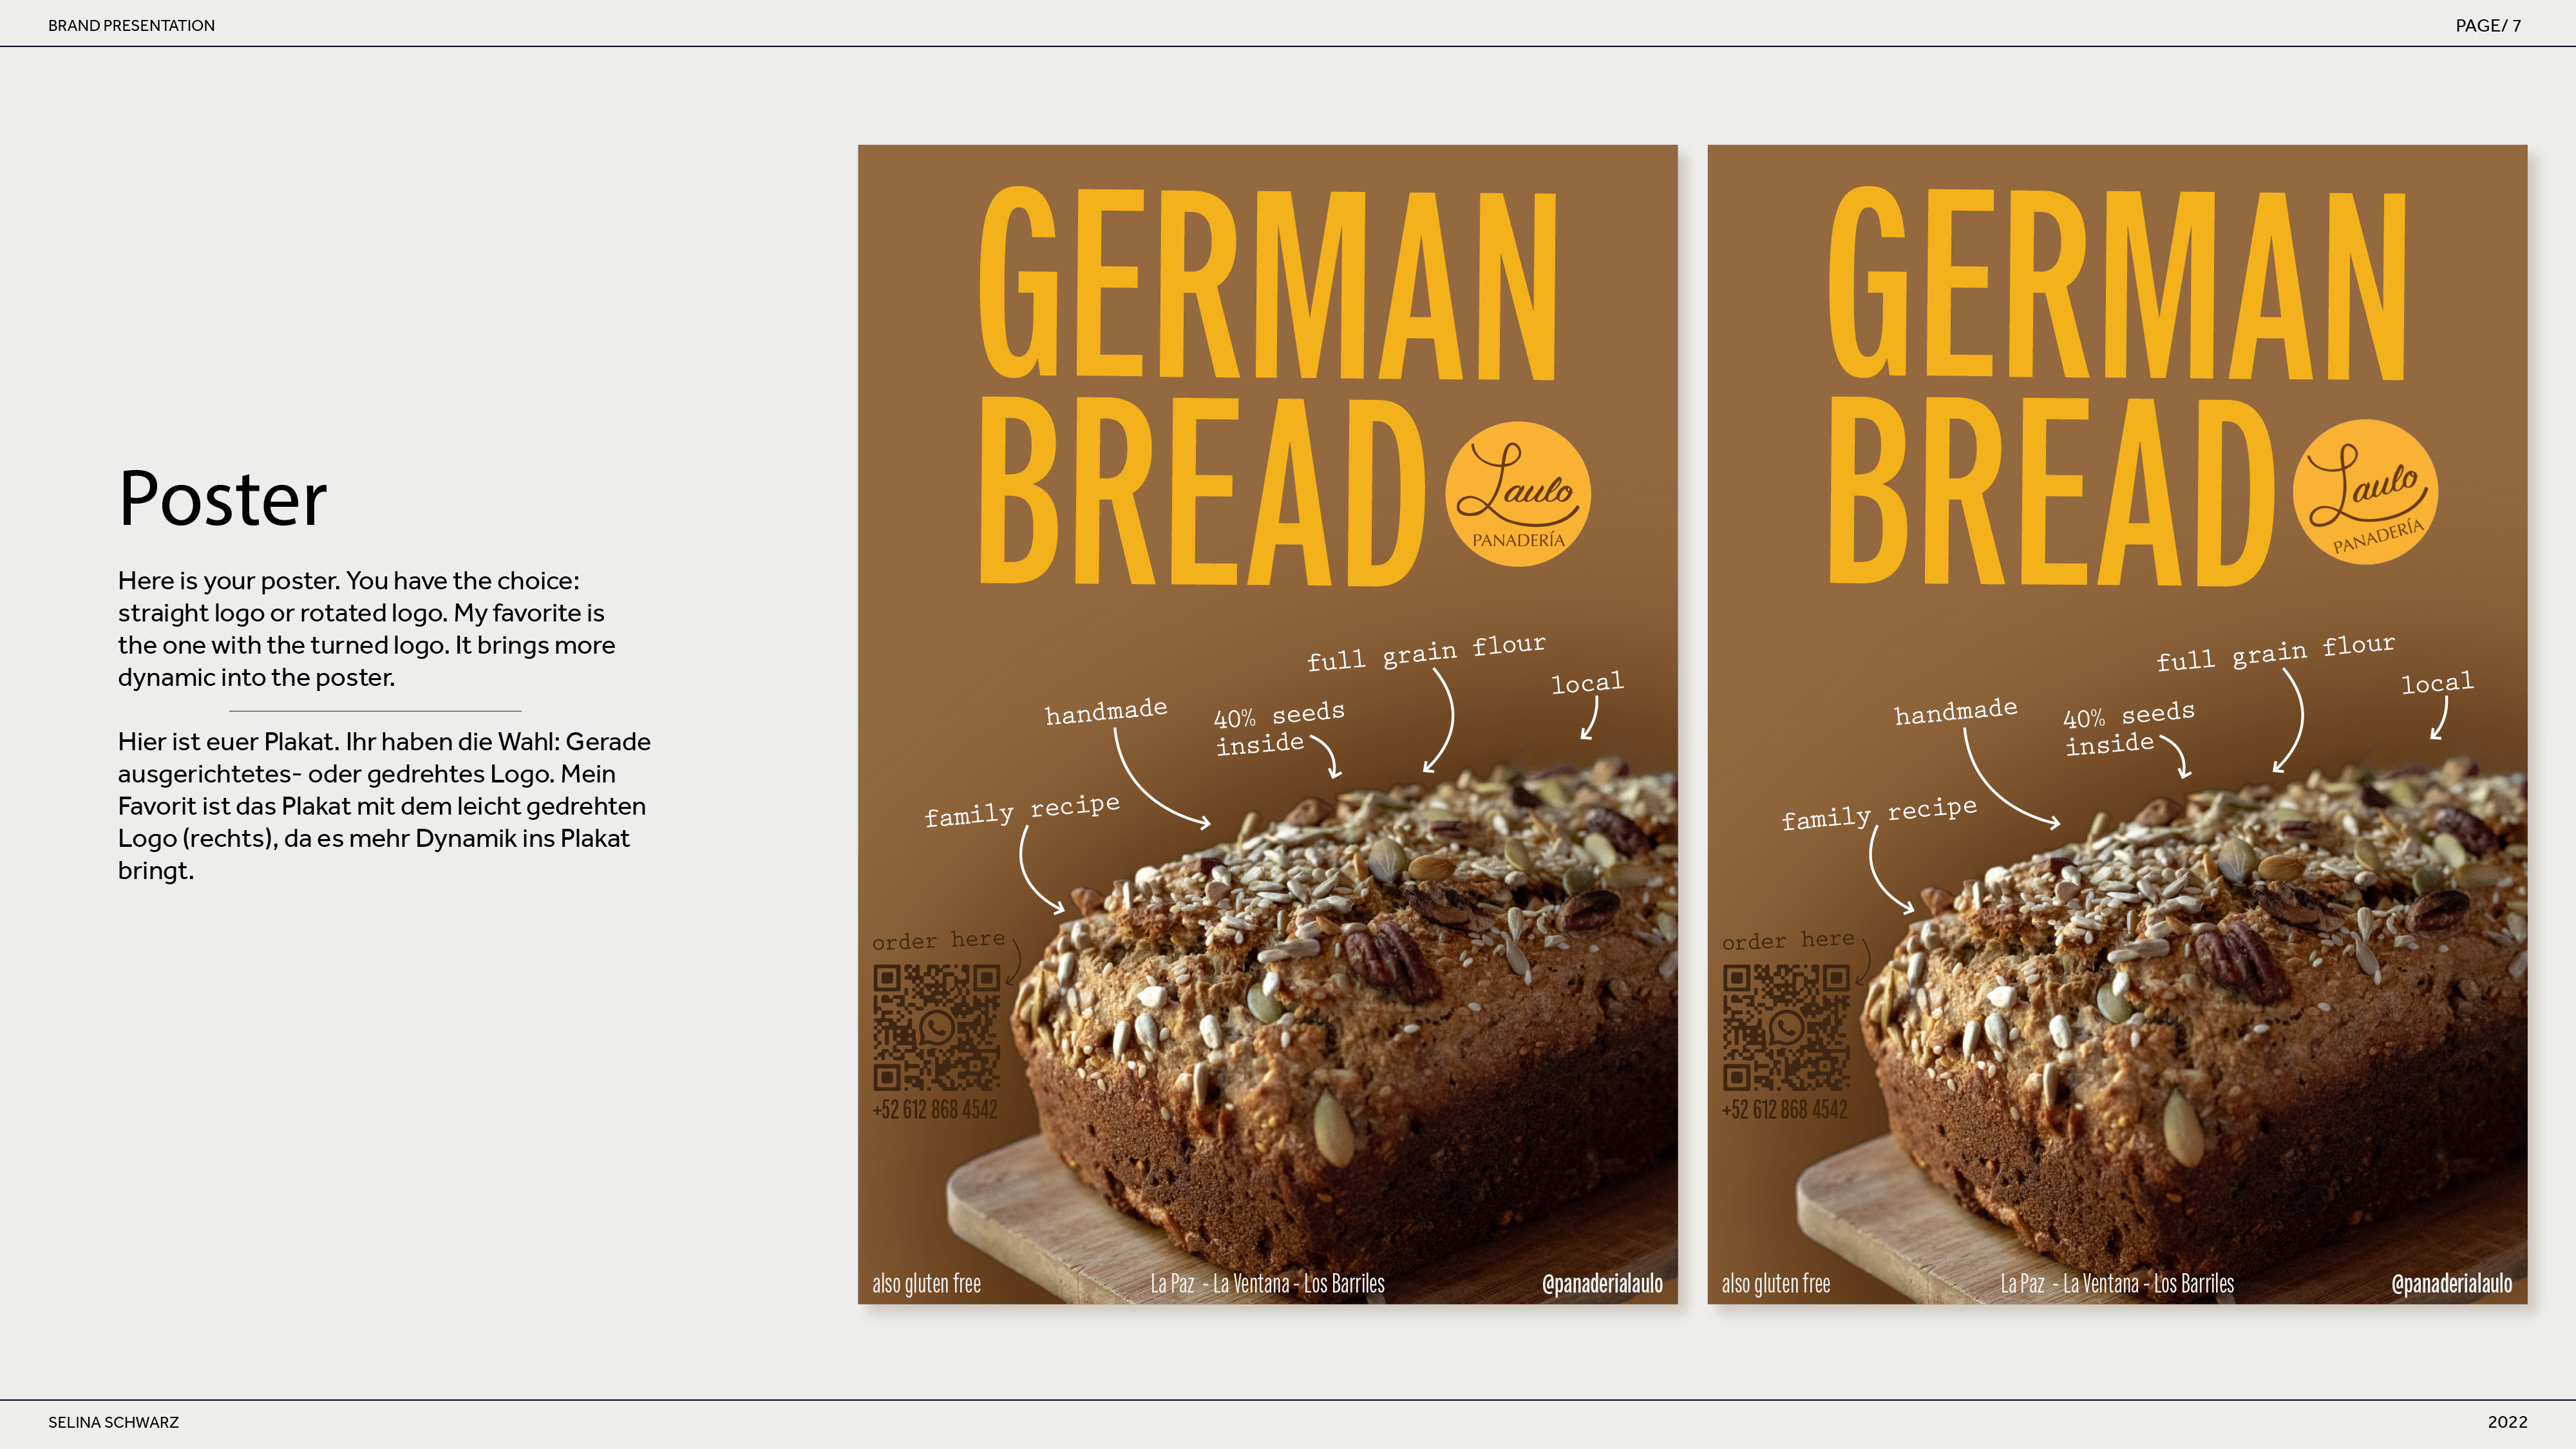 BRAND PRESENTATION
PAGE/ 7
Poster
Here is your poster. You have the choice:
straight logo or rotated logo. My favorite is
the one with the turned logo. It brings more
dynamic into the poster.
Hier ist euer Plakat. Ihr haben die Wahl: Gerade
ausgerichtetes- oder gedrehtes Logo. Mein
Favorit ist das Plakat mit dem leicht gedrehten
Logo (rechts), da es mehr Dynamik ins Plakat
bringt.
GERMAN
BREAD
Laulo
PANADERÍA
full grain flour
local
handmade
40% seeds
inside
family recipe
order here
+52 612 868 4542
also gluten free
La Paz - La Ventana - Los Barriles
@panaderialaulo
GERMAN
BREAD
Laulo
PANADERÍA
full grain flour
local
handmade
40% seeds
inside
family recipe
order here
+52 612 868 4542
also gluten free
La Paz - La Ventana - Los Barriles
@panaderialaulo
SELINA SCHWARZ
2022